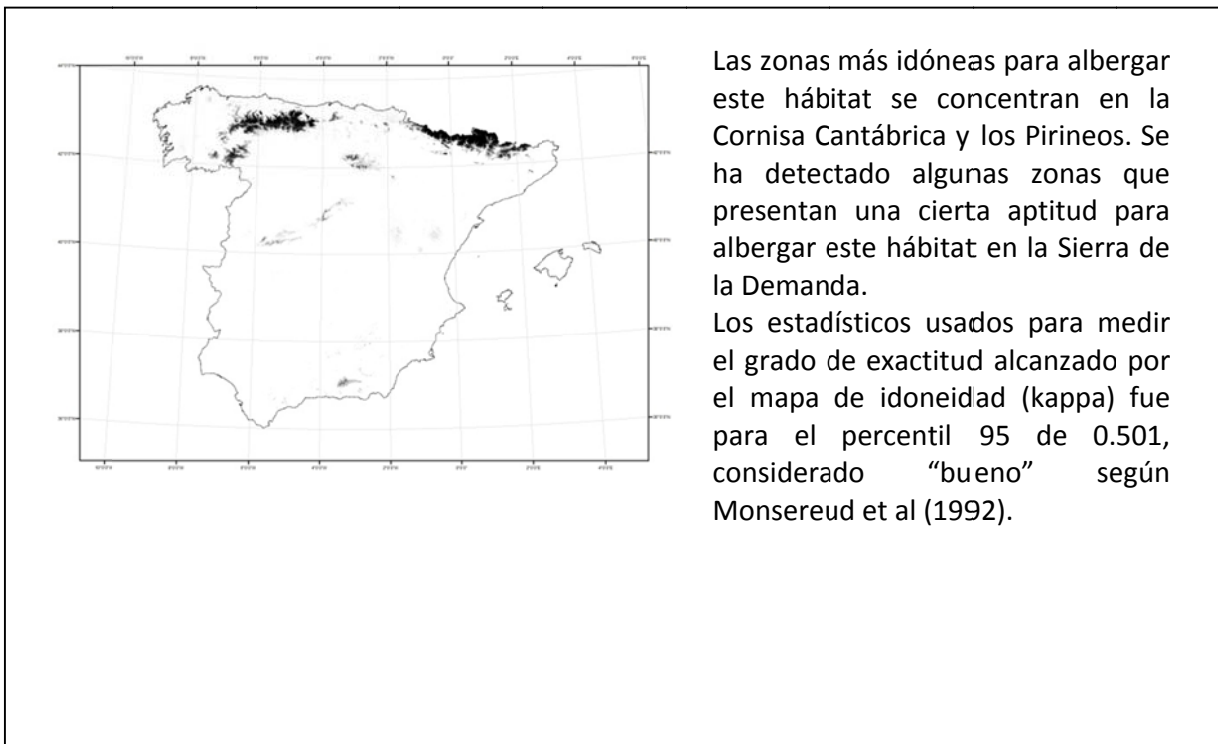 Las zonas más idóneas para albergar
este hábitat se concentran en la
Cornisa Cantábrica y los Pirineos. Se
ha detectado algunas zonas que
presentan una cierta aptitud para
albergar este hábitat en la Sierra de
la Demanda.
Los estadísticos usados para medir
el grado de exactitud alcanzado por
el mapa de idoneidad (kappa) fue
para el percentil 95 de 0.501,
considerado “bueno” según
Monsereud et al (1992).